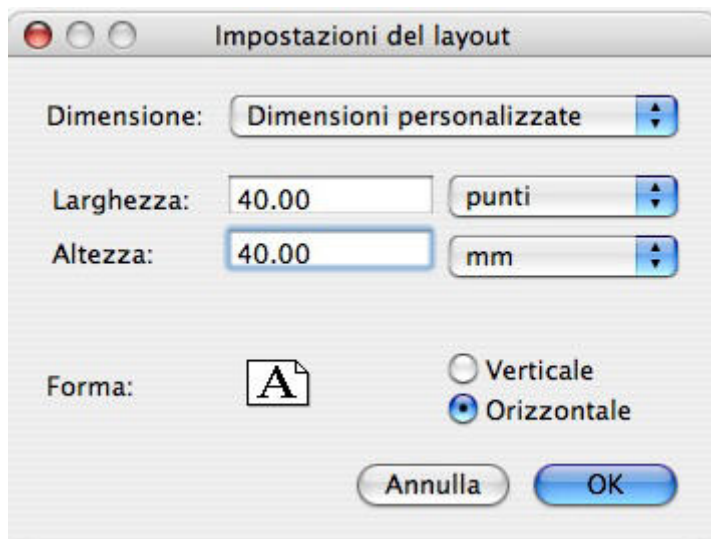 Impostazioni del layout
Dimensione: Dimensioni personalizzate
Larghezza: 40.00 punti
Altezza: 40.00 mm
Forma: A Verticale
Orizzontale
Annulla OK